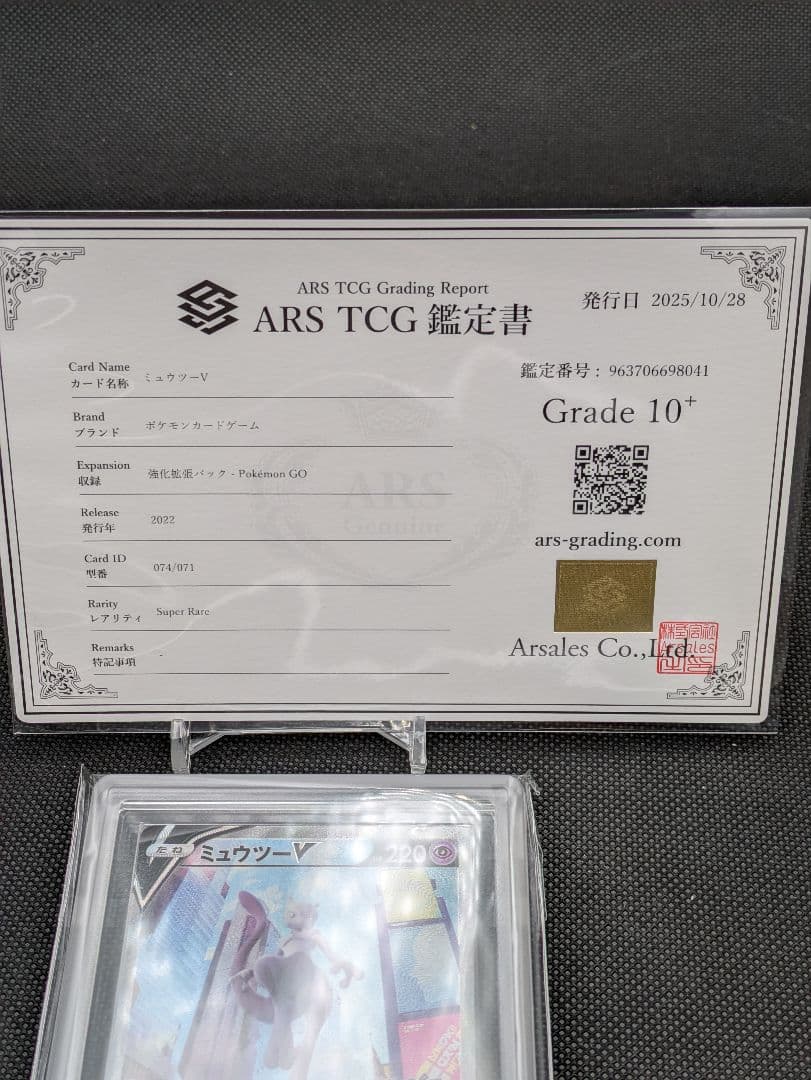 ARS TCG Grading Report
ARS TCG 鑑定書
発行日 2025/10/28
Card Name
カード名称
ミュウツーV
Brand
ブランド
ポケモンカードゲーム
Expansion
収録
強化拡張パック - Pokémon GO
Release
発行年
2022
Card ID
型番
074/071
Rarity
レアリティ
Super Rare
Remarks
特記事項
-
ARS
Genuine
鑑定番号 : 963706698041
Grade 10+
ars-grading.com
Arsales Co.,Ltd.
Arsales
たね
ミュウツーV
220